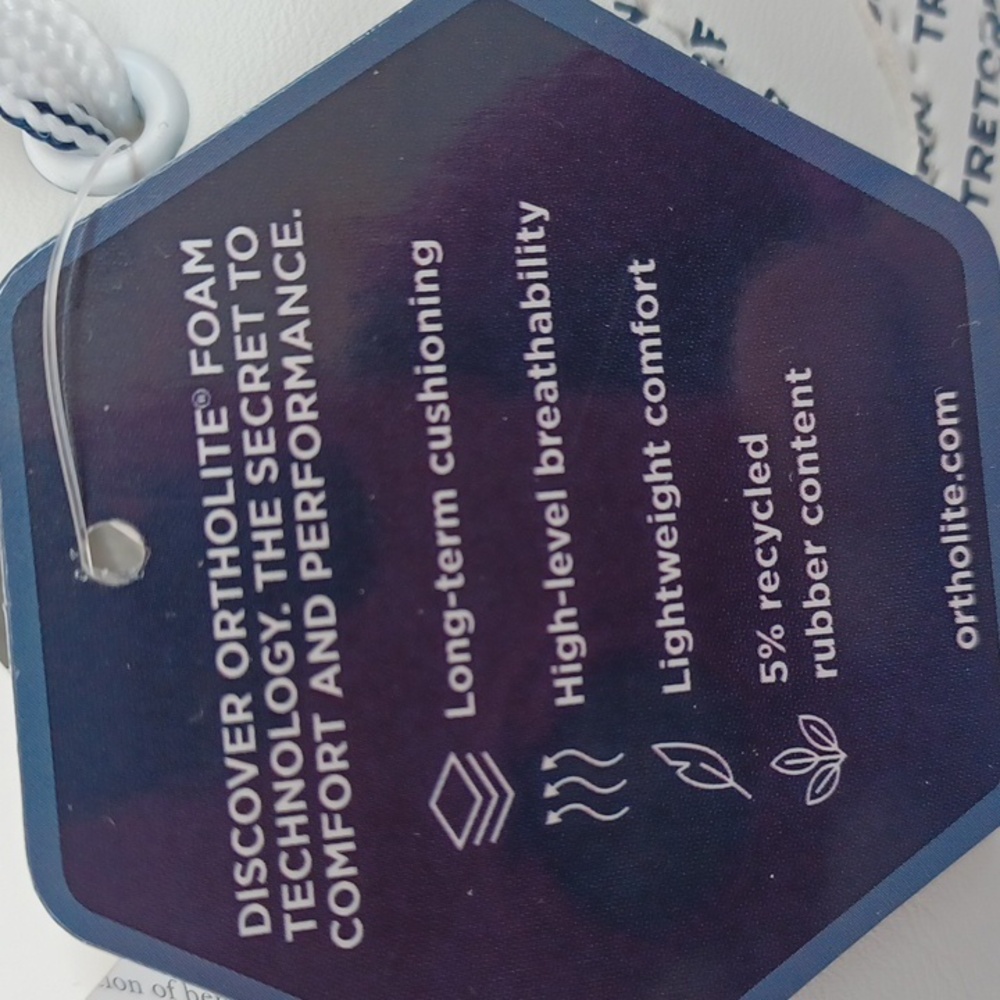 DISCOVER ORTHOLITE® FOAM
TECHNOLOGY. THE SECRET TO
COMFORT AND PERFORMANCE.
Long-term cushioning
High-level breathability
Lightweight comfort
5% recycled
rubber content
ortholite.com